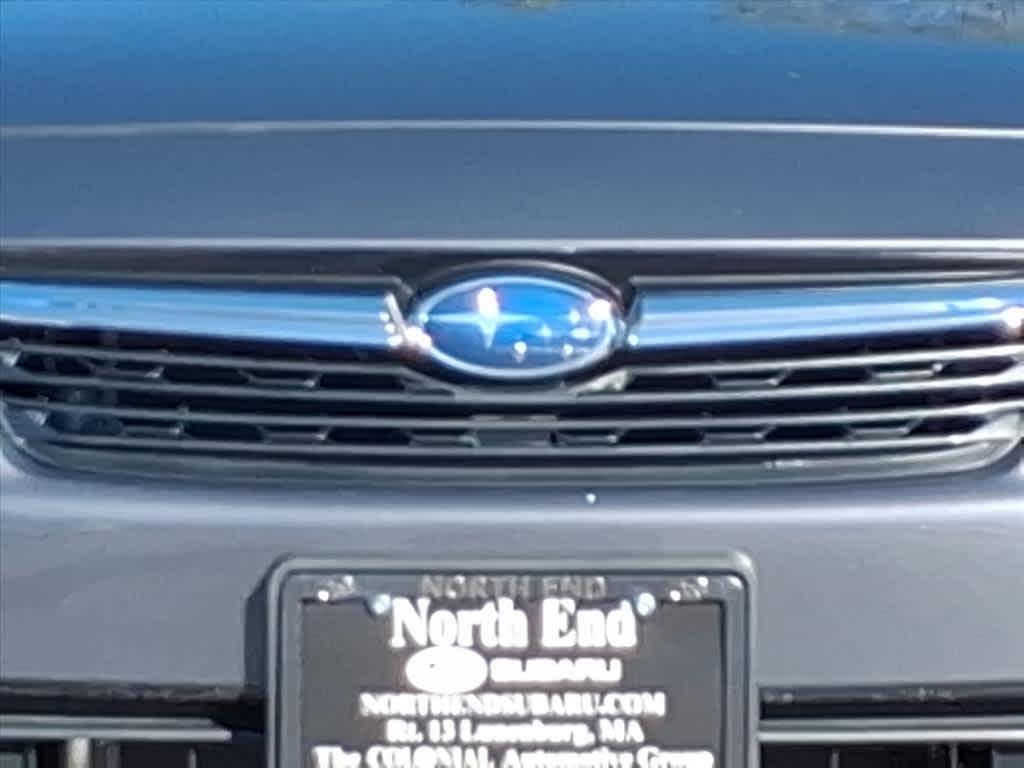 NORTH END
North End
SUBARU
NORTHENDSUBARU.COM
Rt. 13 Lunenburg, MA
The COLONIAL Automotive Group